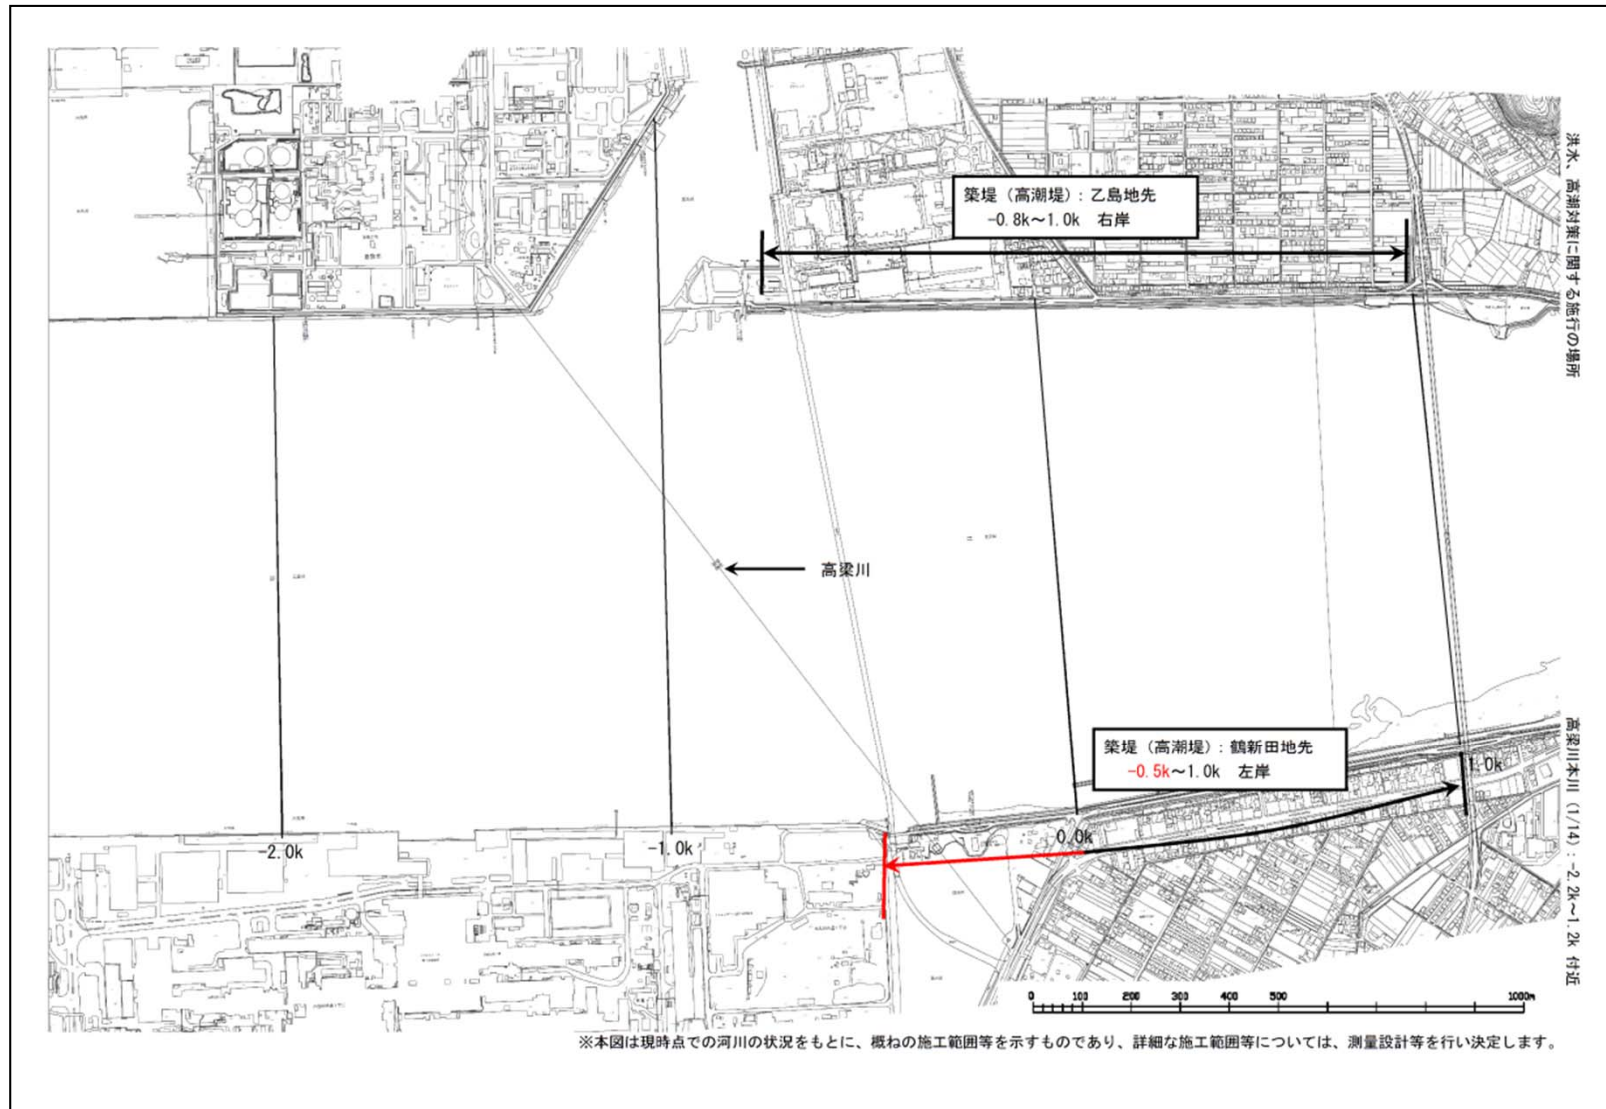 洪水、高潮対策に関する施行の場所
高梁川本川（1/14）：-2.2k～1.2k 付近
築堤（高潮堤）：乙島地先
-0.8k～1.0k 右岸
高梁川
築堤（高潮堤）：鶴新田地先
-0.5k～1.0k 左岸
1.0k
0.0k
-1.0k
-2.0k
0 100 200 300 400 500 1000m
※本図は現時点での河川の状況をもとに、概ねの施工範囲等を示すものであり、詳細な施工範囲等については、測量設計等を行い決定します。